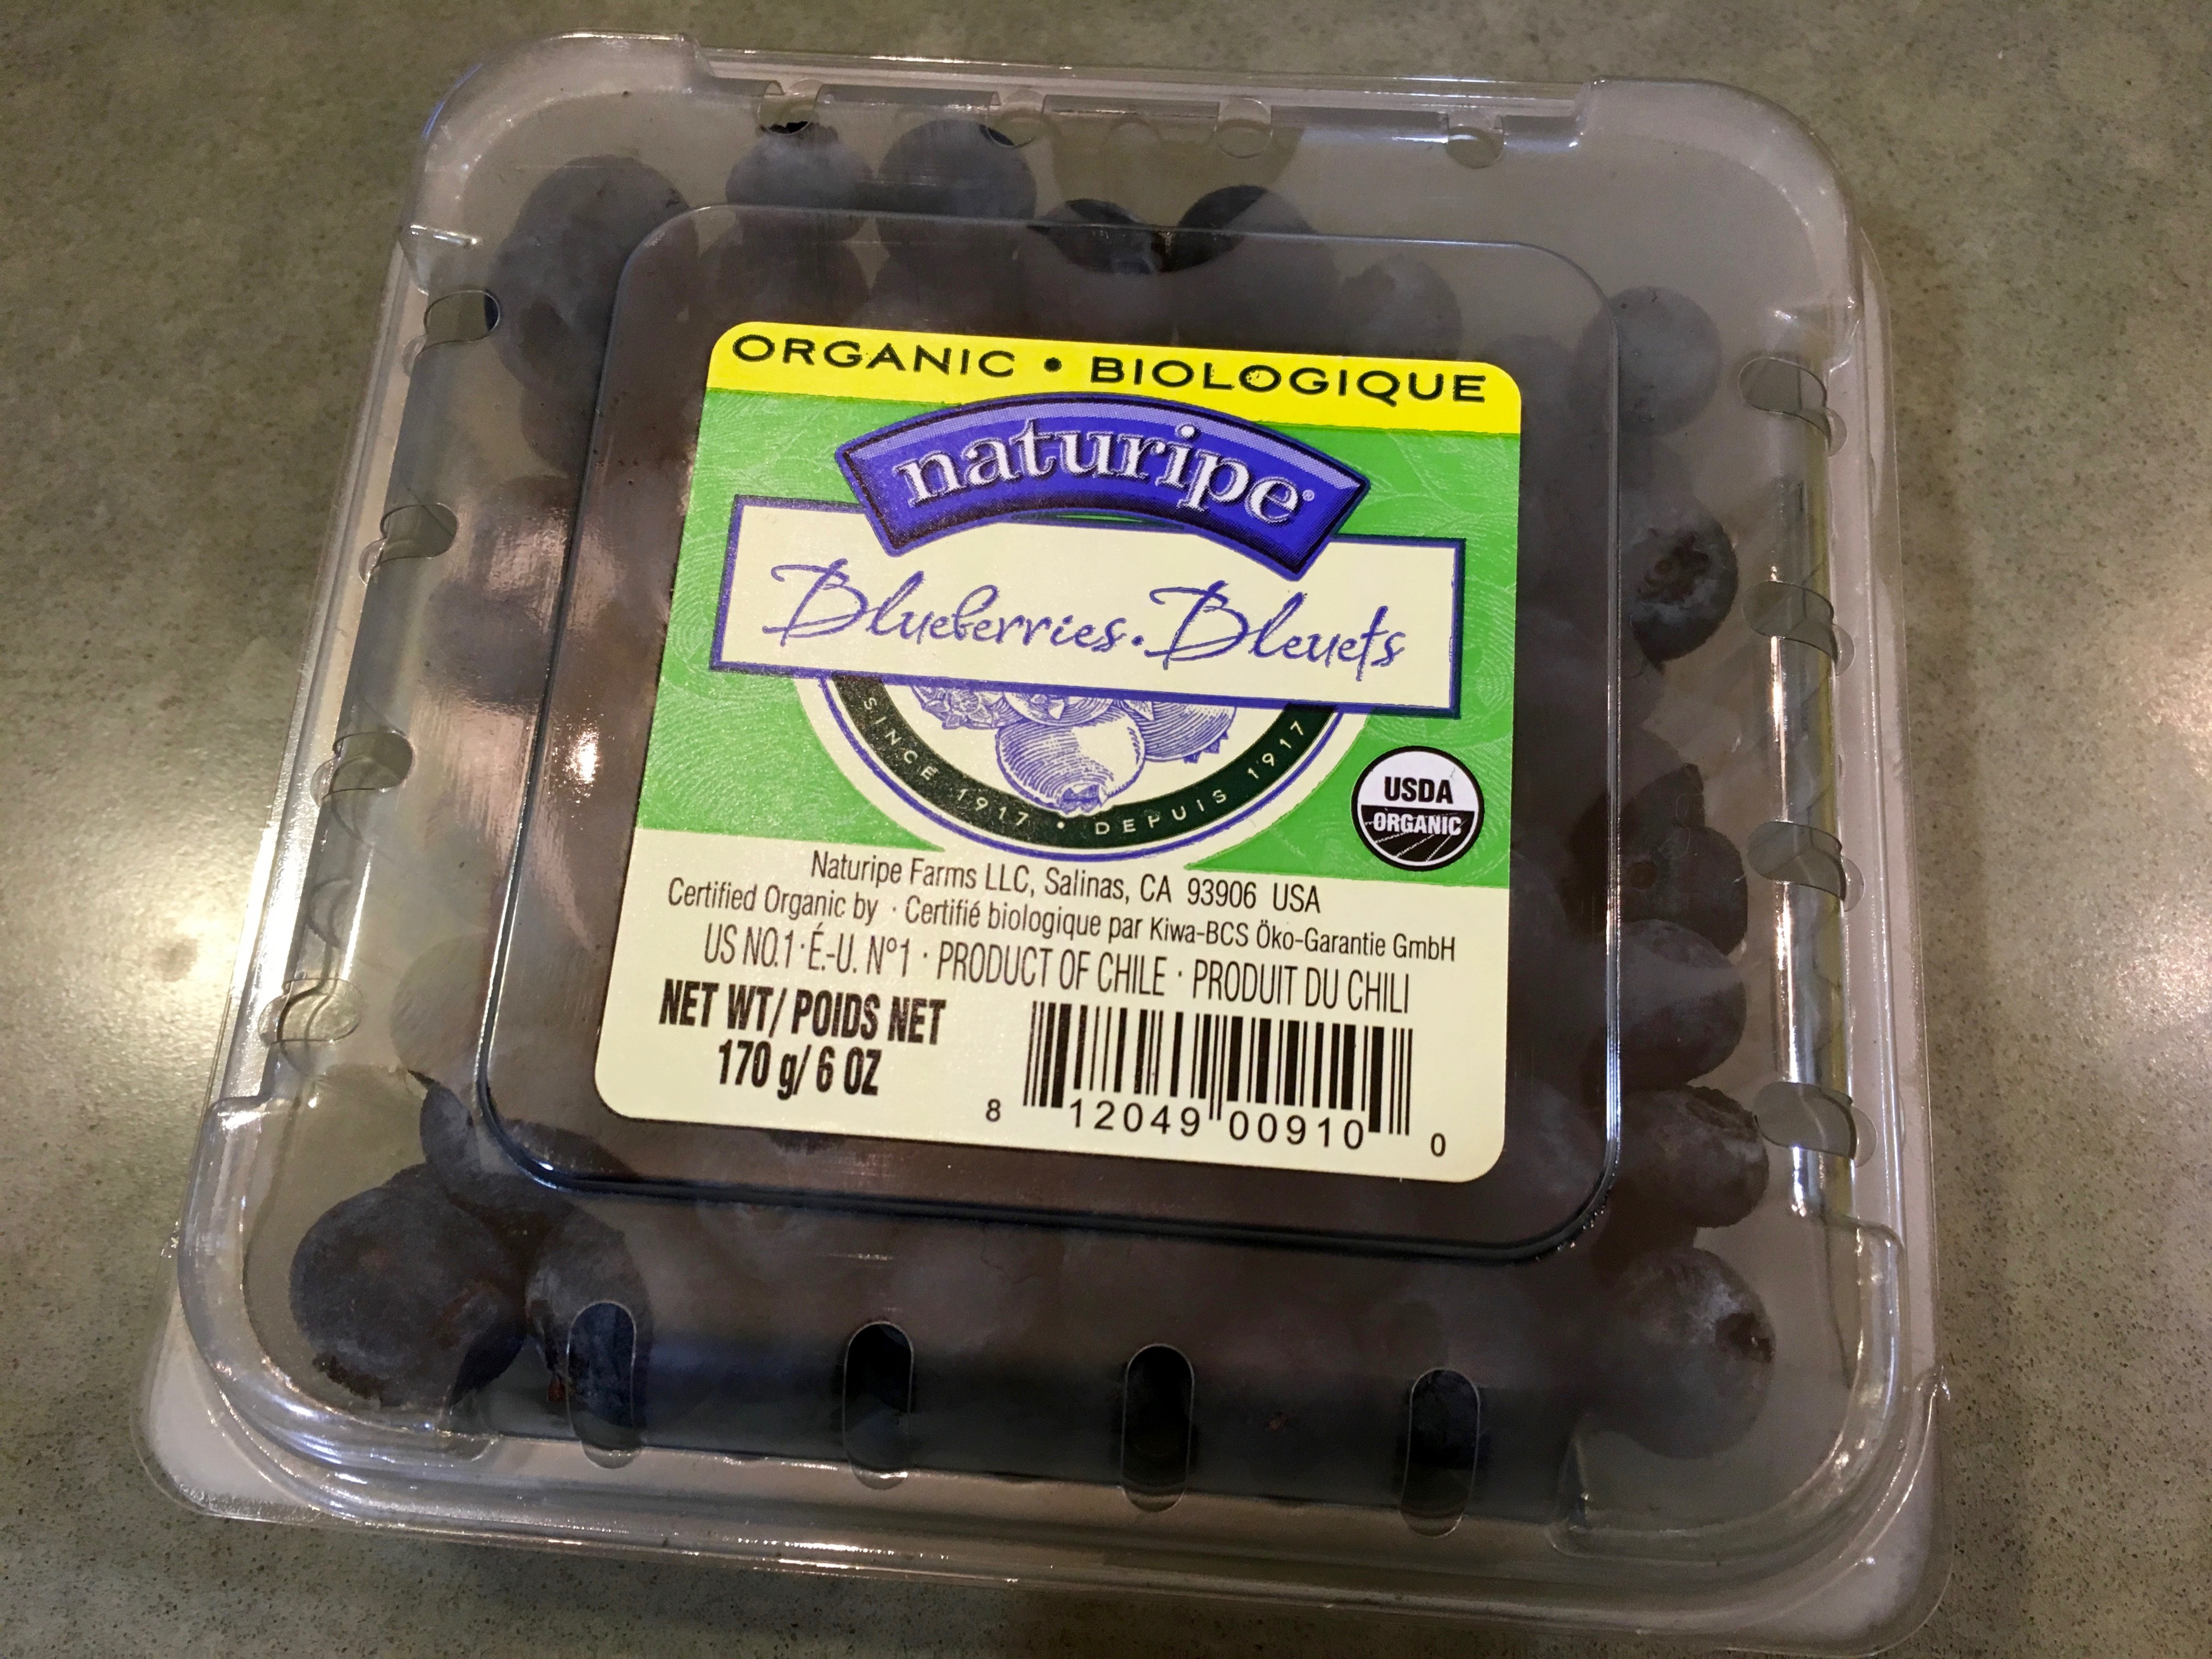 ORGANIC • BIOLOGIQUE
naturipe®
Blueberries · Bleuets
SINCE 1917 • DEPUIS 1917
USDA
ORGANIC
Naturipe Farms LLC, Salinas, CA 93906 USA
Certified Organic by · Certifié biologique par Kiwa-BCS Öko-Garantie GmbH
US NO.1 · É.-U. Nº1 · PRODUCT OF CHILE · PRODUIT DU CHILI
NET WT/ POIDS NET
170 g/ 6 OZ
8 12049 00910 0